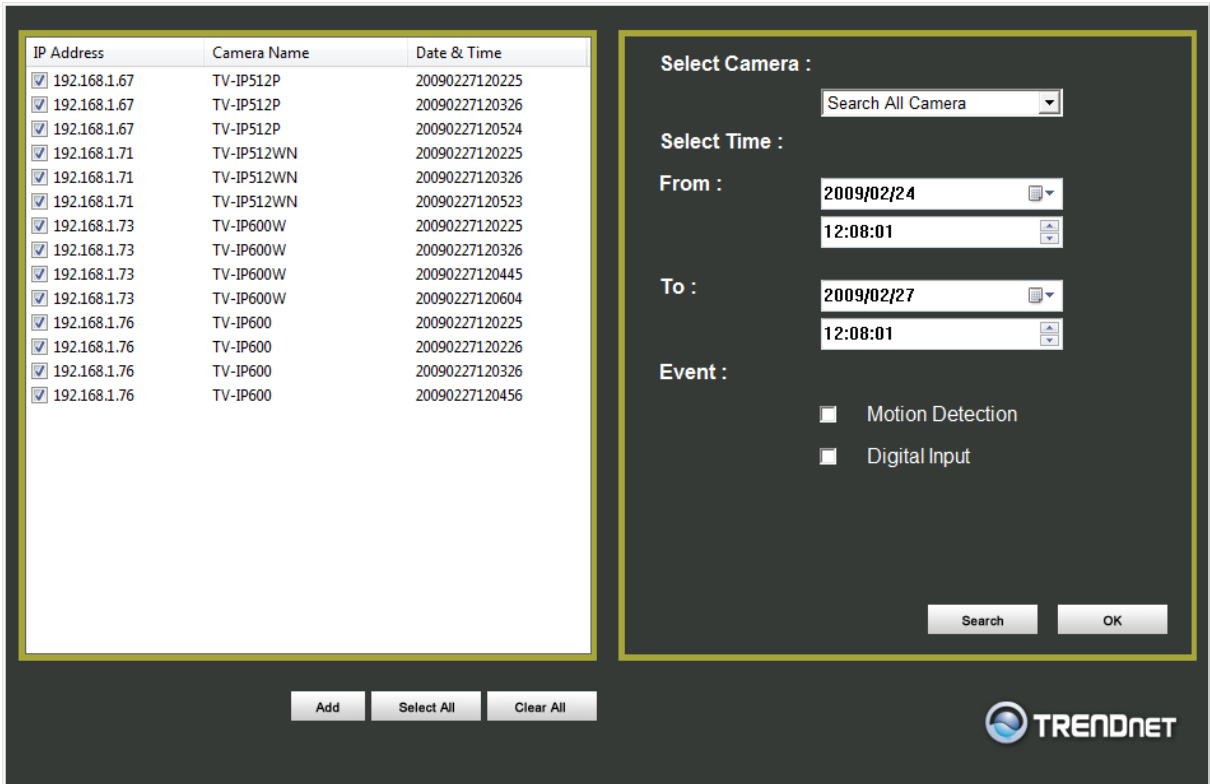 IP Address Camera Name Date & Time
192.168.1.67 TV-IP512P 20090227120225
192.168.1.67 TV-IP512P 20090227120326
192.168.1.67 TV-IP512P 20090227120524
192.168.1.71 TV-IP512WN 20090227120225
192.168.1.71 TV-IP512WN 20090227120326
192.168.1.71 TV-IP512WN 20090227120523
192.168.1.73 TV-IP600W 20090227120225
192.168.1.73 TV-IP600W 20090227120326
192.168.1.73 TV-IP600W 20090227120445
192.168.1.73 TV-IP600W 20090227120604
192.168.1.76 TV-IP600 20090227120225
192.168.1.76 TV-IP600 20090227120226
192.168.1.76 TV-IP600 20090227120326
192.168.1.76 TV-IP600 20090227120456
Add Select All Clear All
Select Camera :
Search All Camera
Select Time :
From :
2009/02/24
12:08:01
To :
2009/02/27
12:08:01
Event :
Motion Detection
Digital Input
Search OK
TRENDNET